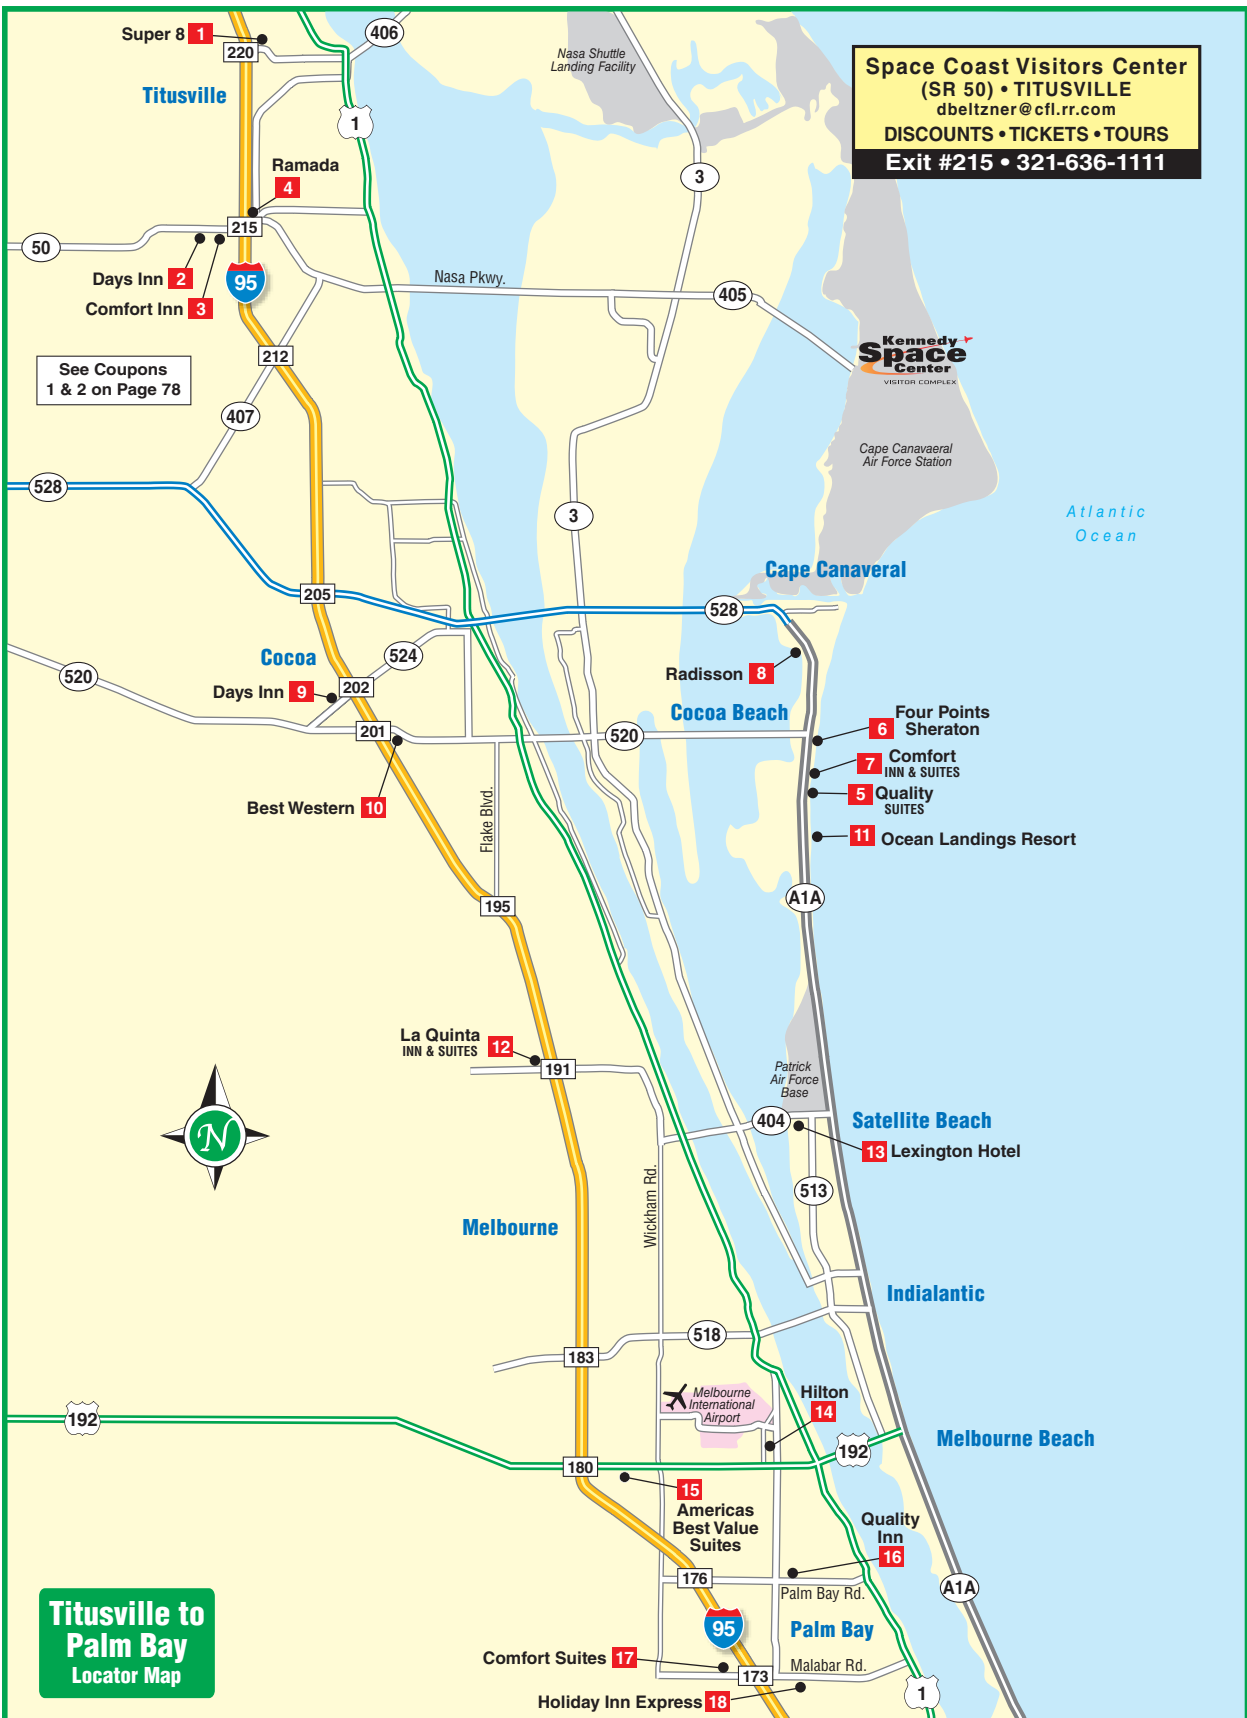 Super 8 1
220
406
Nasa Shuttle
Landing Facility
Space Coast Visitors Center
(SR 50) • TITUSVILLE
dbeltzner@cfl.rr.com
DISCOUNTS • TICKETS • TOURS
Exit #215 • 321-636-1111
Titusville
1
Ramada
4
3
215
50
Days Inn 2
Comfort Inn 3
95
Nasa Pkwy.
405
Kennedy
Space
Center
VISITOR COMPLEX
212
See Coupons
1 & 2 on Page 78
407
Cape Canavaeral
Air Force Station
528
3
Atlantic
Ocean
Cape Canaveral
205
528
Cocoa
524
520
Days Inn 9
202
Radisson 8
201
Cocoa Beach
520
6 Four Points
Sheraton
7 Comfort
INN & SUITES
5 Quality
SUITES
Best Western 10
Flake Blvd.
11 Ocean Landings Resort
A1A
195
La Quinta
INN & SUITES
12
191
Patrick
Air Force
Base
404
Satellite Beach
13 Lexington Hotel
N
Wickham Rd.
513
Melbourne
Indialantic
518
183
Melbourne
International
Airport
Hilton
14
192
192
Melbourne Beach
180
15
Americas
Best Value
Suites
Quality
Inn
16
176
Palm Bay Rd.
A1A
Titusville to
Palm Bay
Locator Map
95
Palm Bay
Comfort Suites 17
173
Malabar Rd.
Holiday Inn Express 18
1